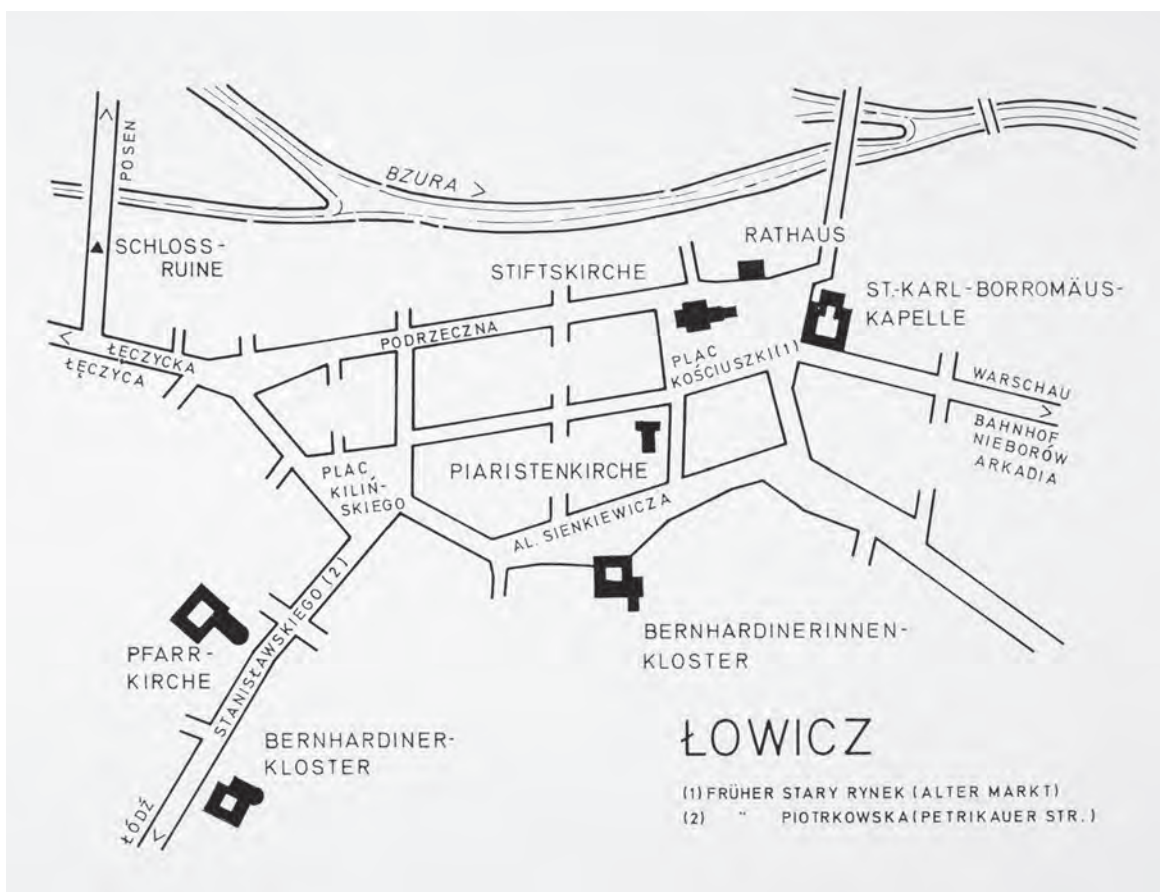 POSEN
BZURA >
SCHLOSS-
RUINE
RATHAUS
STIFTSKIRCHE
ST.-KARL-BORROMÄUS-
KAPELLE
PODRZECZNA
ŁĘCZYCKA
ŁĘCZYCA
PLAC
KOŚCIUSZKI (1)
WARSCHAU
BAHNHOF
NIEBORÓW
ARKADIA
PLAC
KILIŃ-
SKIEGO
PIARISTENKIRCHE
AL. SIENKIEWICZA
STANISŁAWSKIEGO (2)
PFARR-
KIRCHE
BERNHARDINERINNEN-
KLOSTER
BERNHARDINER-
KLOSTER
ŁÓDŹ
ŁOWICZ
(1) FRÜHER STARY RYNEK (ALTER MARKT)
(2) " PIOTRKOWSKA (PETRIKAUER STR.)